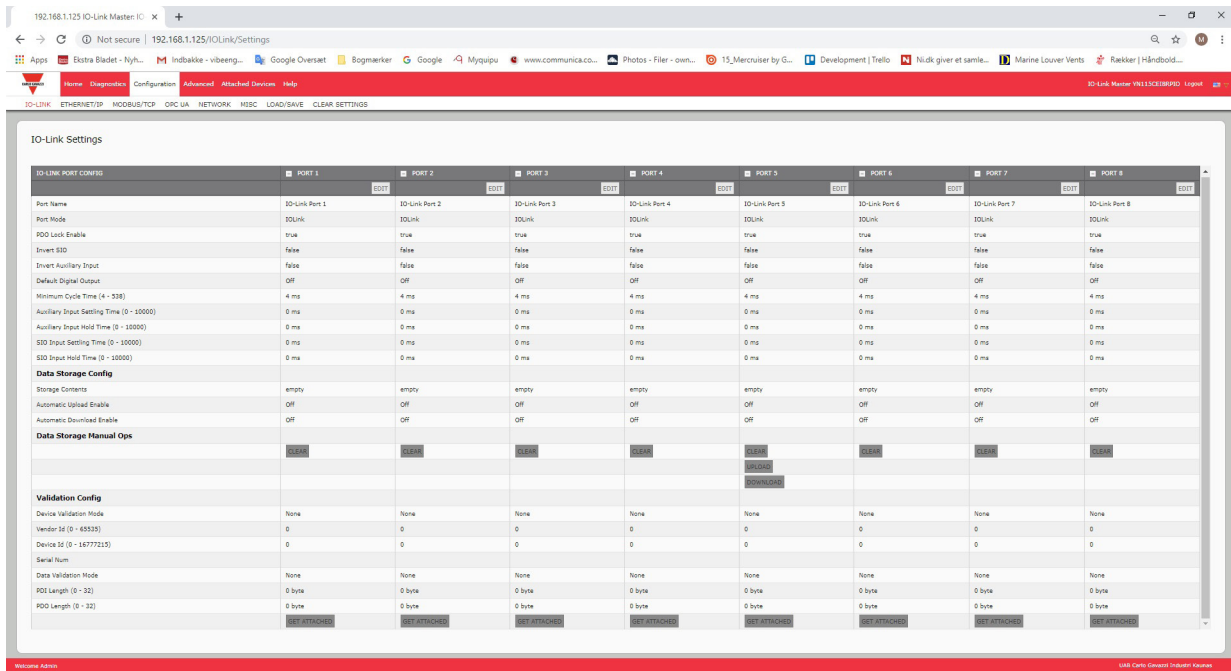 192.168.1.125 IO-Link Master: IO
Not secure | 192.168.1.125/IOLink/Settings
M
Apps Ekstra Bladet - Nyh... Indbakke - vibeeng... Google Oversæt Bogmærker Google Myquipu www.communica.co... Photos - Filer - own... 15_Mercruiser by G... Development | Trello Ni.dk giver et samle... Marine Louver Vents Rækker | Håndbold....
CARLO GAVAZZI Home Diagnostics Configuration Advanced Attached Devices Help IO-Link Master YN115CEI8RPIO Logout
IO-LINK ETHERNET/IP MODBUS/TCP OPC UA NETWORK MISC LOAD/SAVE CLEAR SETTINGS
IO-Link Settings
IO-LINK PORT CONFIG PORT 1 PORT 2 PORT 3 PORT 4 PORT 5 PORT 6 PORT 7 PORT 8
EDIT EDIT EDIT EDIT EDIT EDIT EDIT EDIT
Port Name IO-Link Port 1 IO-Link Port 2 IO-Link Port 3 IO-Link Port 4 IO-Link Port 5 IO-Link Port 6 IO-Link Port 7 IO-Link Port 8
Port Mode IOLink IOLink IOLink IOLink IOLink IOLink IOLink IOLink
PDO Lock Enable true true true true true true true true
Invert SIO false false false false false false false false
Invert Auxiliary Input false false false false false false false false
Default Digital Output Off Off Off Off Off Off Off Off
Minimum Cycle Time (4 - 538) 4 ms 4 ms 4 ms 4 ms 4 ms 4 ms 4 ms 4 ms
Auxiliary Input Settling Time (0 - 10000) 0 ms 0 ms 0 ms 0 ms 0 ms 0 ms 0 ms 0 ms
Auxiliary Input Hold Time (0 - 10000) 0 ms 0 ms 0 ms 0 ms 0 ms 0 ms 0 ms 0 ms
SIO Input Settling Time (0 - 10000) 0 ms 0 ms 0 ms 0 ms 0 ms 0 ms 0 ms 0 ms
SIO Input Hold Time (0 - 10000) 0 ms 0 ms 0 ms 0 ms 0 ms 0 ms 0 ms 0 ms
Data Storage Config
Storage Contents empty empty empty empty empty empty empty empty
Automatic Upload Enable Off Off Off Off Off Off Off Off
Automatic Download Enable Off Off Off Off Off Off Off Off
Data Storage Manual Ops
CLEAR CLEAR CLEAR CLEAR CLEAR CLEAR CLEAR CLEAR
UPLOAD
DOWNLOAD
Validation Config
Device Validation Mode None None None None None None None None
Vendor Id (0 - 65535) 0 0 0 0 0 0 0 0
Device Id (0 - 16777215) 0 0 0 0 0 0 0 0
Serial Num
Data Validation Mode None None None None None None None None
PDI Length (0 - 32) 0 byte 0 byte 0 byte 0 byte 0 byte 0 byte 0 byte 0 byte
PDO Length (0 - 32) 0 byte 0 byte 0 byte 0 byte 0 byte 0 byte 0 byte 0 byte
GET ATTACHED GET ATTACHED GET ATTACHED GET ATTACHED GET ATTACHED GET ATTACHED GET ATTACHED GET ATTACHED
Welcome Admin UAB Carlo Gavazzi Industri Kaunas